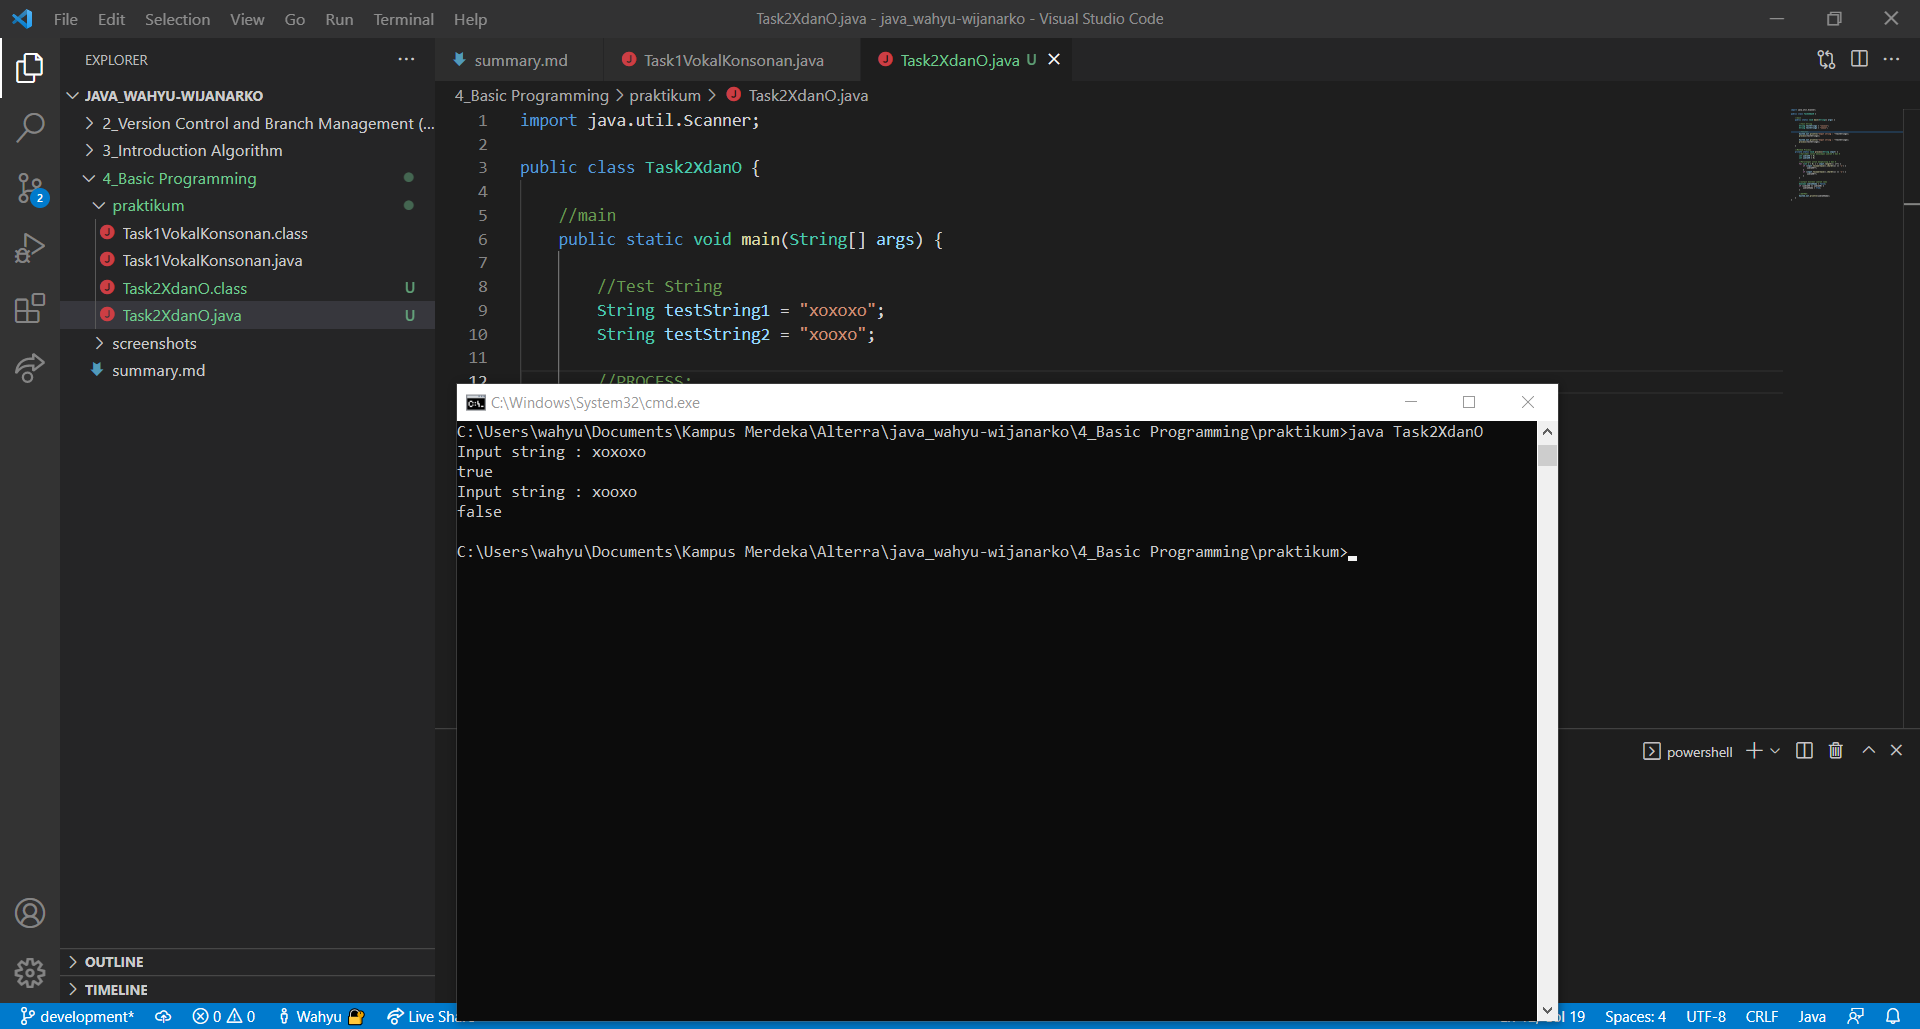 File Edit Selection View Go Run Terminal Help
Task2XdanO.java - java_wahyu-wijanarko - Visual Studio Code
EXPLORER
JAVA_WAHYU-WIJANARKO
2_Version Control and Branch Management (...
3_Introduction Algorithm
4_Basic Programming
praktikum
Task1VokalKonsonan.class
Task1VokalKonsonan.java
Task2XdanO.class U
Task2XdanO.java U
screenshots
summary.md
OUTLINE
TIMELINE
2
summary.md Task1VokalKonsonan.java Task2XdanO.java U
4_Basic Programming > praktikum > Task2XdanO.java
1 import java.util.Scanner;
2
3 public class Task2XdanO {
4
5 //main
6 public static void main(String[] args) {
7
8 //Test String
9 String testString1 = "xoxoxo";
10 String testString2 = "xooxo";
11
12 //PROCESS:
C:\Windows\System32\cmd.exe
C:\Users\wahyu\Documents\Kampus Merdeka\Alterra\java_wahyu-wijanarko\4_Basic Programming\praktikum>java Task2XdanO
Input string : xoxoxo
true
Input string : xooxo
false
C:\Users\wahyu\Documents\Kampus Merdeka\Alterra\java_wahyu-wijanarko\4_Basic Programming\praktikum>
powershell
development* 0 0 Wahyu Live Share 19 Spaces: 4 UTF-8 CRLF Java